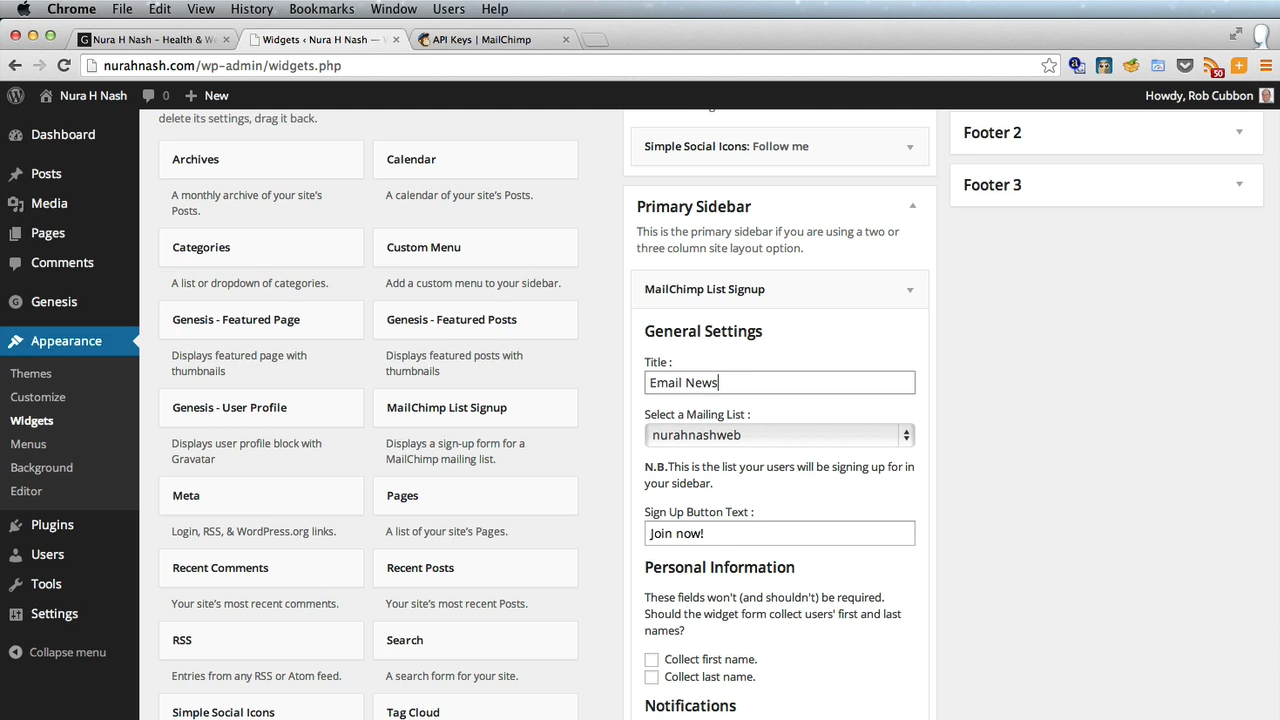 Chrome File Edit View History Bookmarks Window Users Help
Nura H Nash – Health & We
Widgets ‹ Nura H Nash —
API Keys | MailChimp
nurahnash.com/wp-admin/widgets.php
50
Nura H Nash 0 New
Howdy, Rob Cubbon
Dashboard
Posts
Media
Pages
Comments
Genesis
Appearance
Themes
Customize
Widgets
Menus
Background
Editor
Plugins
Users
Tools
Settings
Collapse menu
delete its settings, drag it back.
Archives
A monthly archive of your site's
Posts.
Calendar
A calendar of your site's Posts.
Categories
A list or dropdown of categories.
Custom Menu
Add a custom menu to your sidebar.
Genesis - Featured Page
Displays featured page with
thumbnails
Genesis - Featured Posts
Displays featured posts with
thumbnails
Genesis - User Profile
Displays user profile block with
Gravatar
MailChimp List Signup
Displays a sign-up form for a
MailChimp mailing list.
Meta
Login, RSS, & WordPress.org links.
Pages
A list of your site's Pages.
Recent Comments
Your site's most recent comments.
Recent Posts
Your site's most recent Posts.
RSS
Entries from any RSS or Atom feed.
Search
A search form for your site.
Simple Social Icons
Tag Cloud
Simple Social Icons: Follow me
Primary Sidebar
This is the primary sidebar if you are using a two or
three column site layout option.
MailChimp List Signup
General Settings
Title :
Email News
Select a Mailing List :
nurahnashweb
N.B.This is the list your users will be signing up for in
your sidebar.
Sign Up Button Text :
Join now!
Personal Information
These fields won't (and shouldn't) be required.
Should the widget form collect users' first and last
names?
Collect first name.
Collect last name.
Notifications
Footer 2
Footer 3